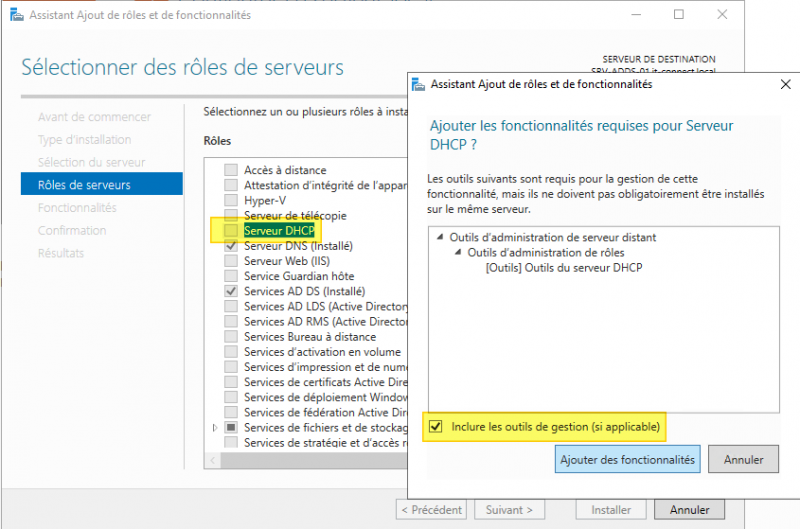 Assistant Ajout de rôles et de fonctionnalités
Sélectionner des rôles de serveurs
SERVEUR DE DESTINATION
SRV-ADDS-01.it-connect.local
Avant de commencer
Type d'installation
Sélection du serveur
Rôles de serveurs
Fonctionnalités
Confirmation
Résultats
Sélectionnez un ou plusieurs rôles à insta
Rôles
Accès à distance
Attestation d'intégrité de l'appar
Hyper-V
Serveur de télécopie
Serveur DHCP
Serveur DNS (Installé)
Serveur Web (IIS)
Service Guardian hôte
Services AD DS (Installé)
Services AD LDS (Active Directory
Services AD RMS (Active Directory
Services Bureau à distance
Services d'activation en volume
Services d'impression et de numé
Services de certificats Active Dire
Services de déploiement Window
Services de fédération Active Dire
Services de fichiers et de stockag
Services de stratégie et d'accès r
< Précédent
Suivant >
Installer
Annuler
Assistant Ajout de rôles et de fonctionnalités
Ajouter les fonctionnalités requises pour Serveur
DHCP ?
Les outils suivants sont requis pour la gestion de cette
fonctionnalité, mais ils ne doivent pas obligatoirement être installés
sur le même serveur.
Outils d'administration de serveur distant
Outils d'administration de rôles
[Outils] Outils du serveur DHCP
Inclure les outils de gestion (si applicable)
Ajouter des fonctionnalités
Annuler